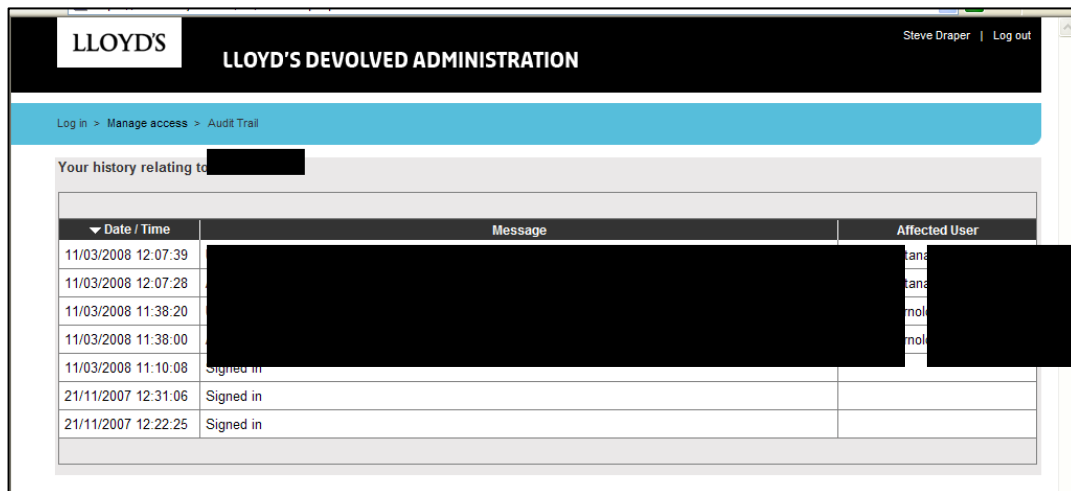 LLOYD'S
Steve Draper | Log out
LLOYD'S DEVOLVED ADMINISTRATION
Log in > Manage access > Audit Trail
Your history relating to
Date / Time Message Affected User
11/03/2008 12:07:39
11/03/2008 12:07:28
11/03/2008 11:38:20
11/03/2008 11:38:00
11/03/2008 11:10:08 Signed in
21/11/2007 12:31:06 Signed in
21/11/2007 12:22:25 Signed in